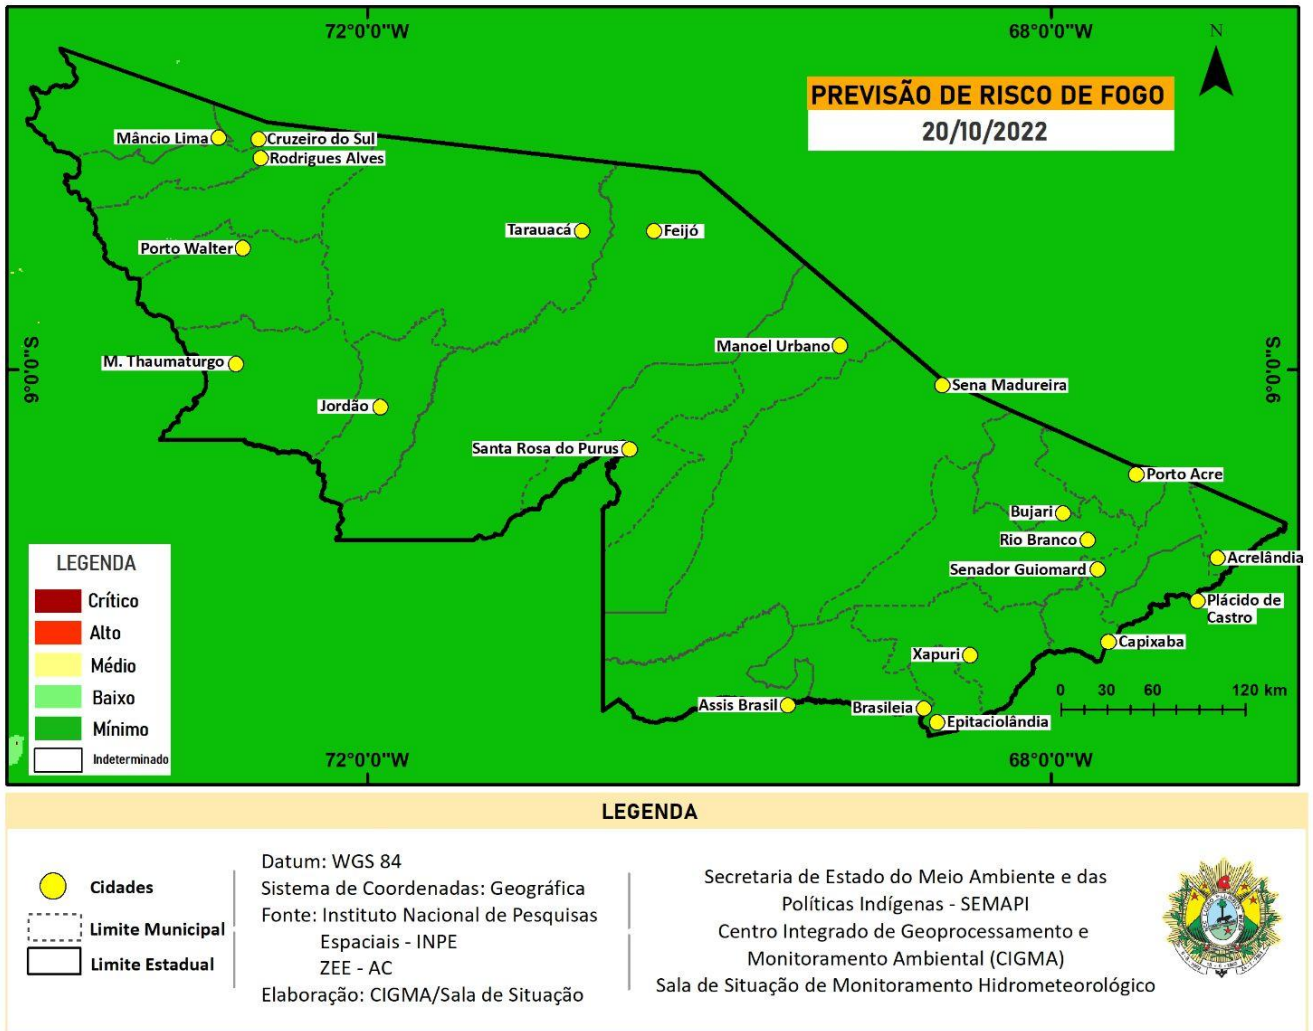 72°0'0"W
68°0'0"W
N
PREVISÃO DE RISCO DE FOGO
20/10/2022
Mâncio Lima
Cruzeiro do Sul
Rodrigues Alves
Tarauacá
Feijó
Porto Walter
Manoel Urbano
9°0'0"S
9°0'0"S
M. Thaumaturgo
Sena Madureira
Jordão
Santa Rosa do Purus
Porto Acre
Bujari
Rio Branco
Acrelândia
Senador Guiomard
Plácido de
Castro
Capixaba
Xapuri
Assis Brasil
Brasileia
Epitaciolândia
0 30 60 120 km
LEGENDA
Crítico
Alto
Médio
Baixo
Mínimo
Indeterminado
72°0'0"W
68°0'0"W
LEGENDA
Cidades
Limite Municipal
Limite Estadual
Datum: WGS 84
Sistema de Coordenadas: Geográfica
Fonte: Instituto Nacional de Pesquisas
Espaciais - INPE
ZEE - AC
Elaboração: CIGMA/Sala de Situação
Secretaria de Estado do Meio Ambiente e das
Políticas Indígenas - SEMAPI
Centro Integrado de Geoprocessamento e
Monitoramento Ambiental (CIGMA)
Sala de Situação de Monitoramento Hidrometeorológico